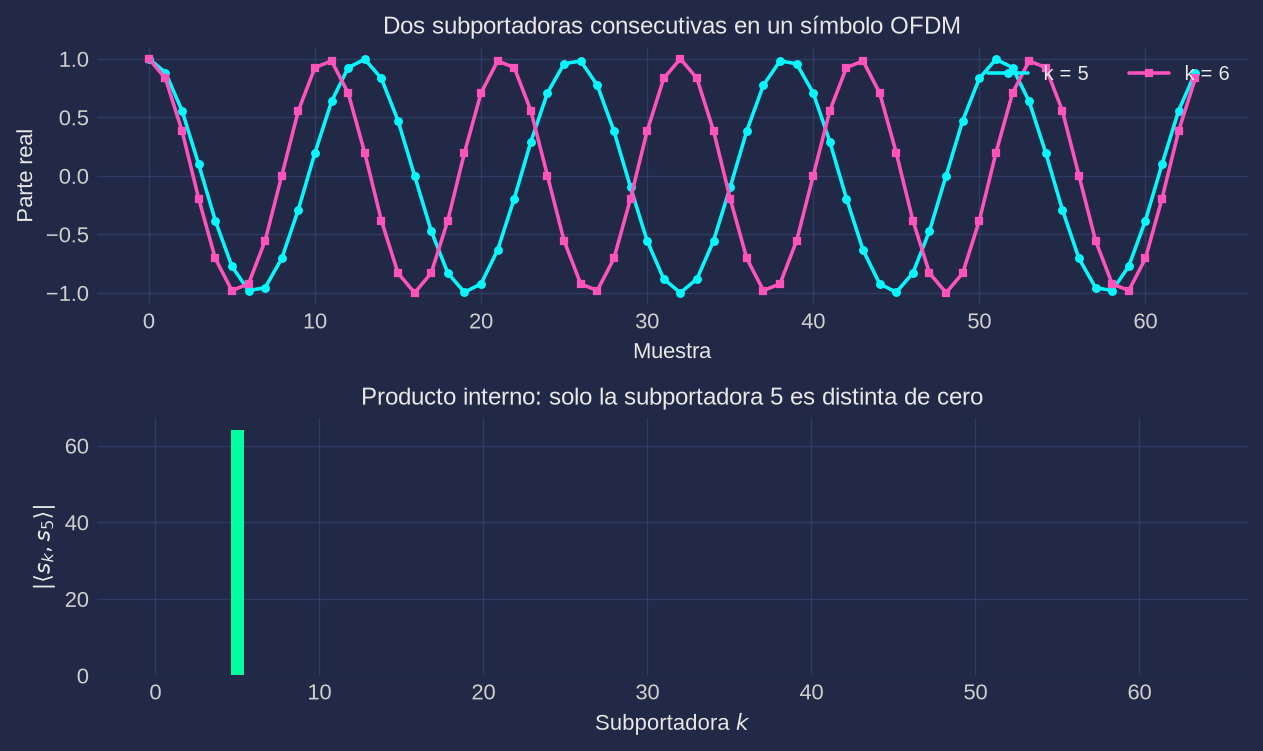 Dos subportadoras consecutivas en un símbolo OFDM
Parte real
1.0
0.5
0.0
−0.5
−1.0
k = 5
k = 6
0 10 20 30 40 50 60
Muestra
Producto interno: solo la subportadora 5 es distinta de cero
|⟨s_k, s_5⟩|
60
40
20
0
0 10 20 30 40 50 60
Subportadora k